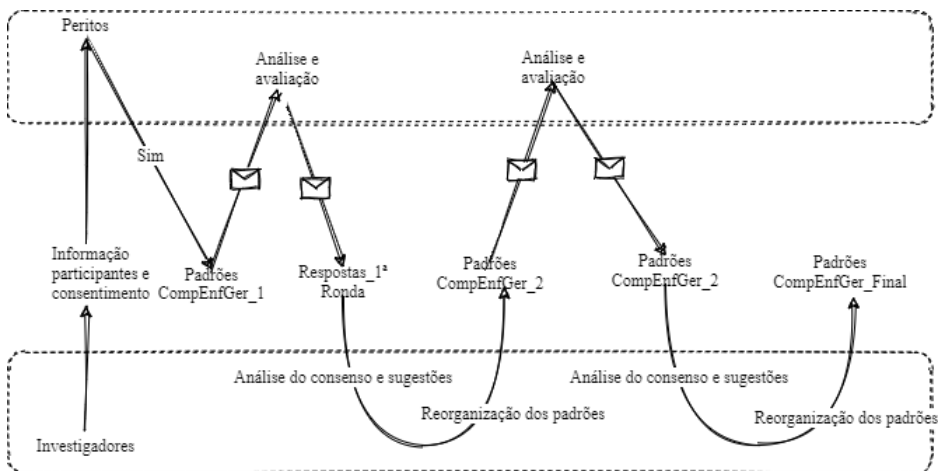 Peritos
Análise e
avaliação
Análise e
avaliação
Sim
Informação
participantes e
consentimento
Padrões
CompEnfGer_1
Respostas_1ª
Ronda
Padrões
CompEnfGer_2
Padrões
CompEnfGer_2
Padrões
CompEnfGer_Final
Análise do consenso e sugestões
Análise do consenso e sugestões
Reorganização dos padrões
Reorganização dos padrões
Investigadores